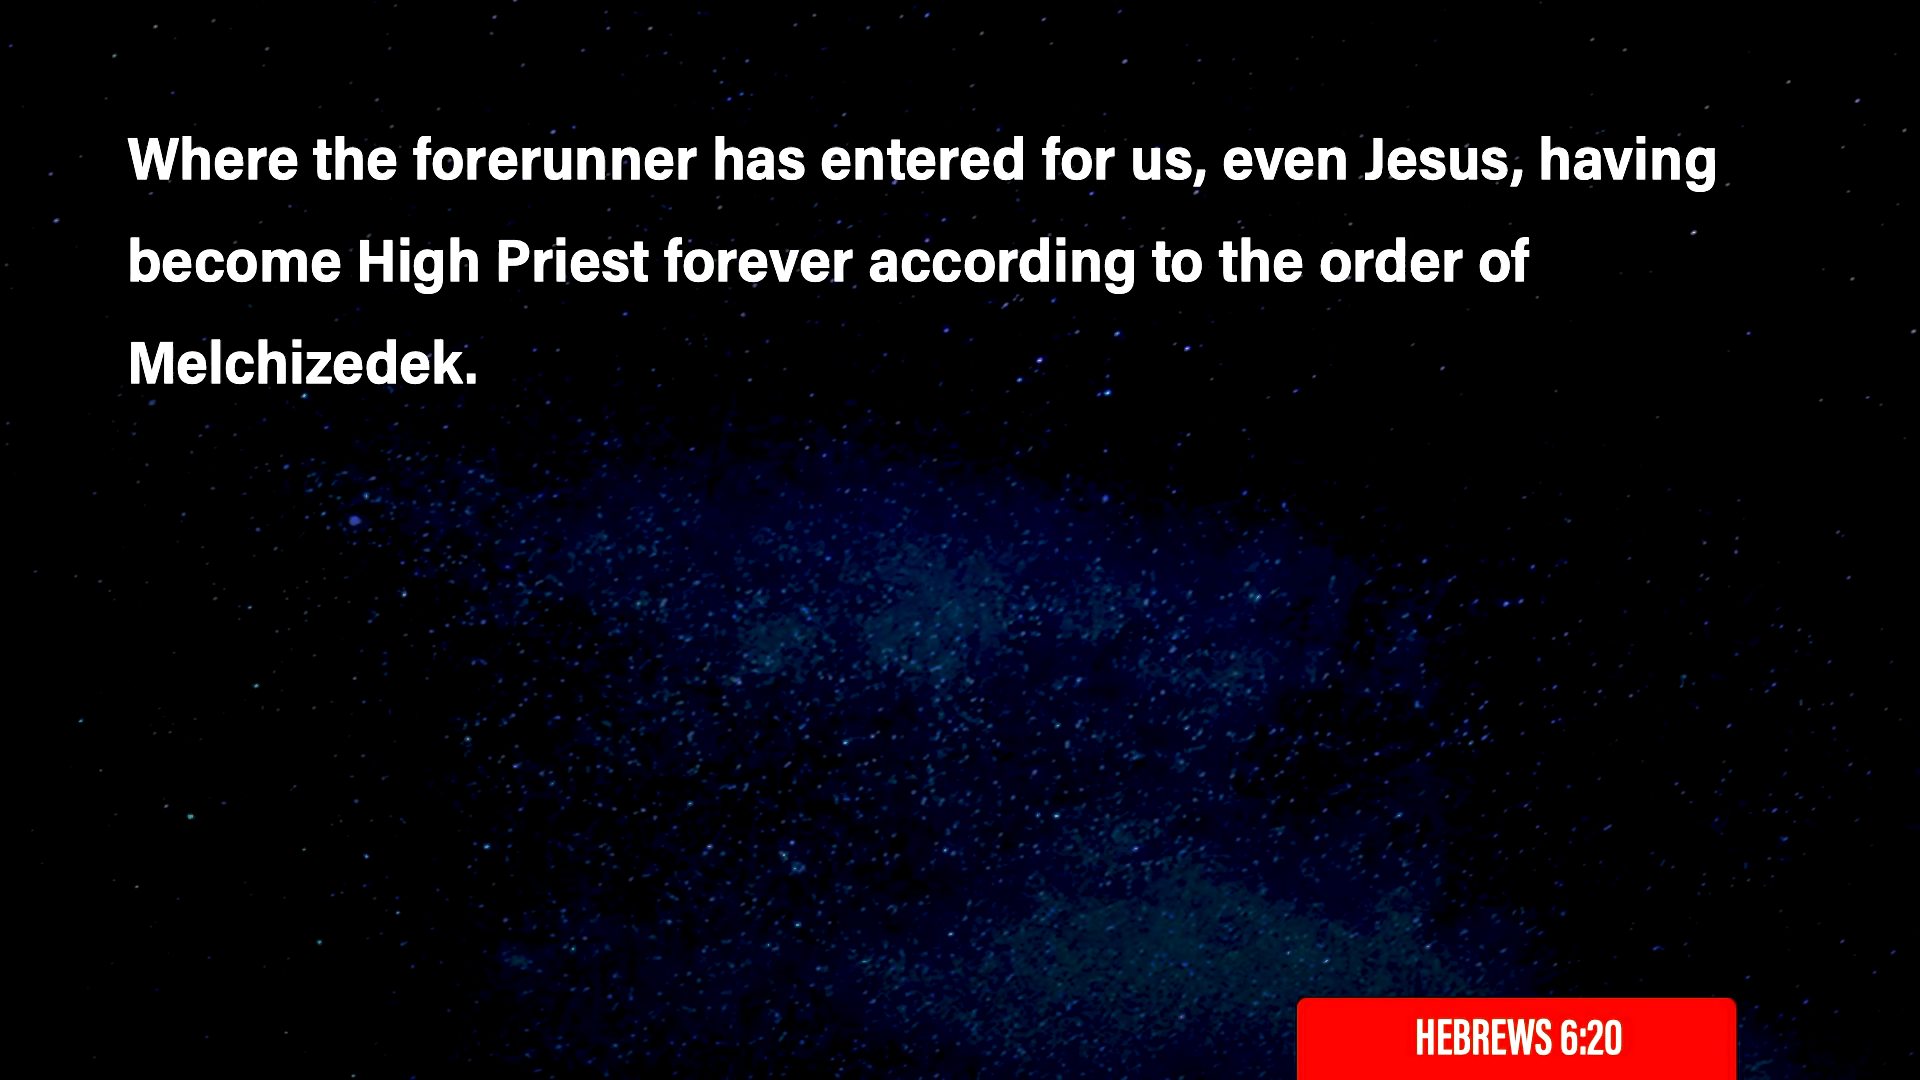 Where the forerunner has entered for us, even Jesus, having
become High Priest forever according to the order of
Melchizedek.
HEBREWS 6:20